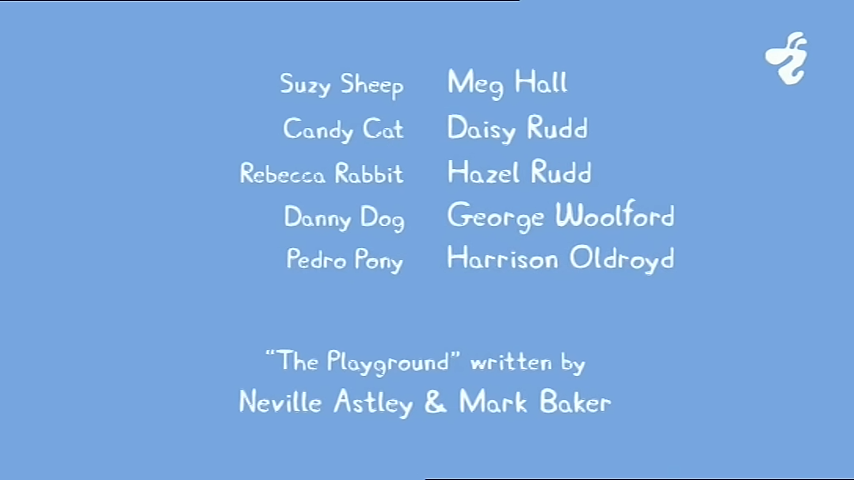 Suzy Sheep Meg Hall
Candy Cat Daisy Rudd
Rebecca Rabbit Hazel Rudd
Danny Dog George Woolford
Pedro Pony Harrison Oldroyd
“The Playground” written by
Neville Astley & Mark Baker